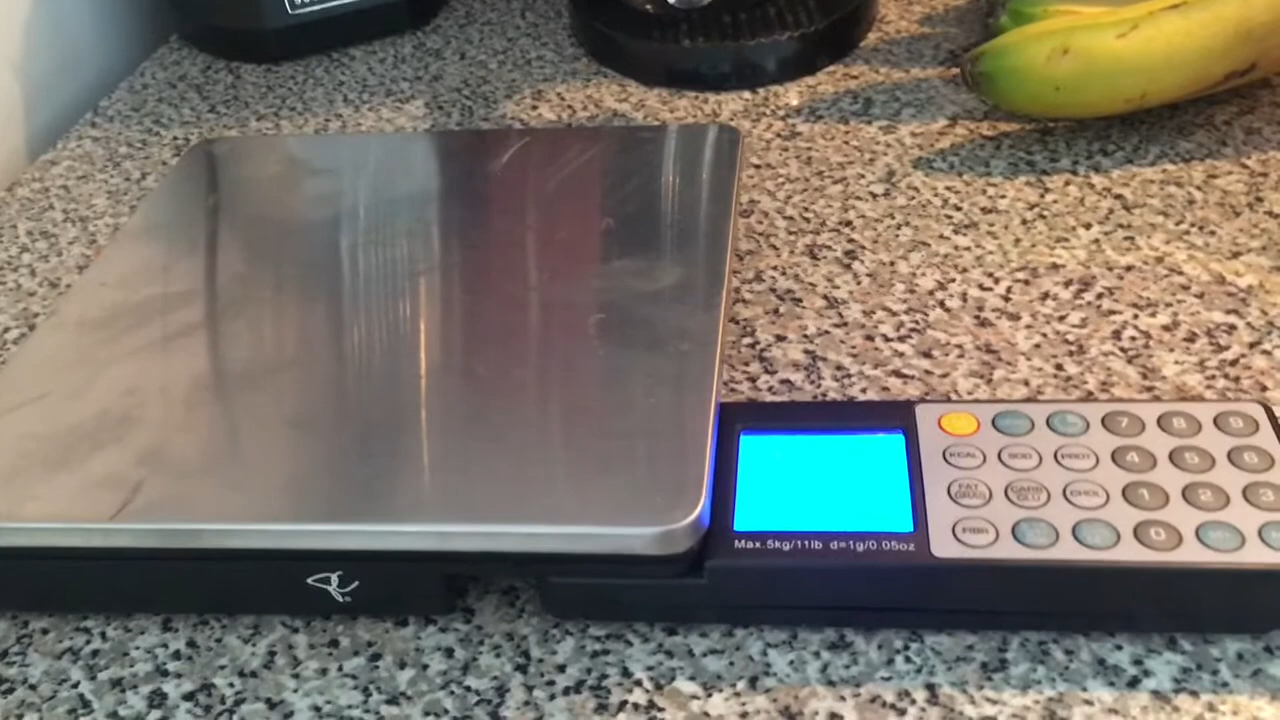 7 8 9
KCAL SOD PROT 4 5 6
FAT GRAS CARB GLU CHOL 1 2 3
FIBR 0
Max.5kg/11lb d=1g/0.05oz